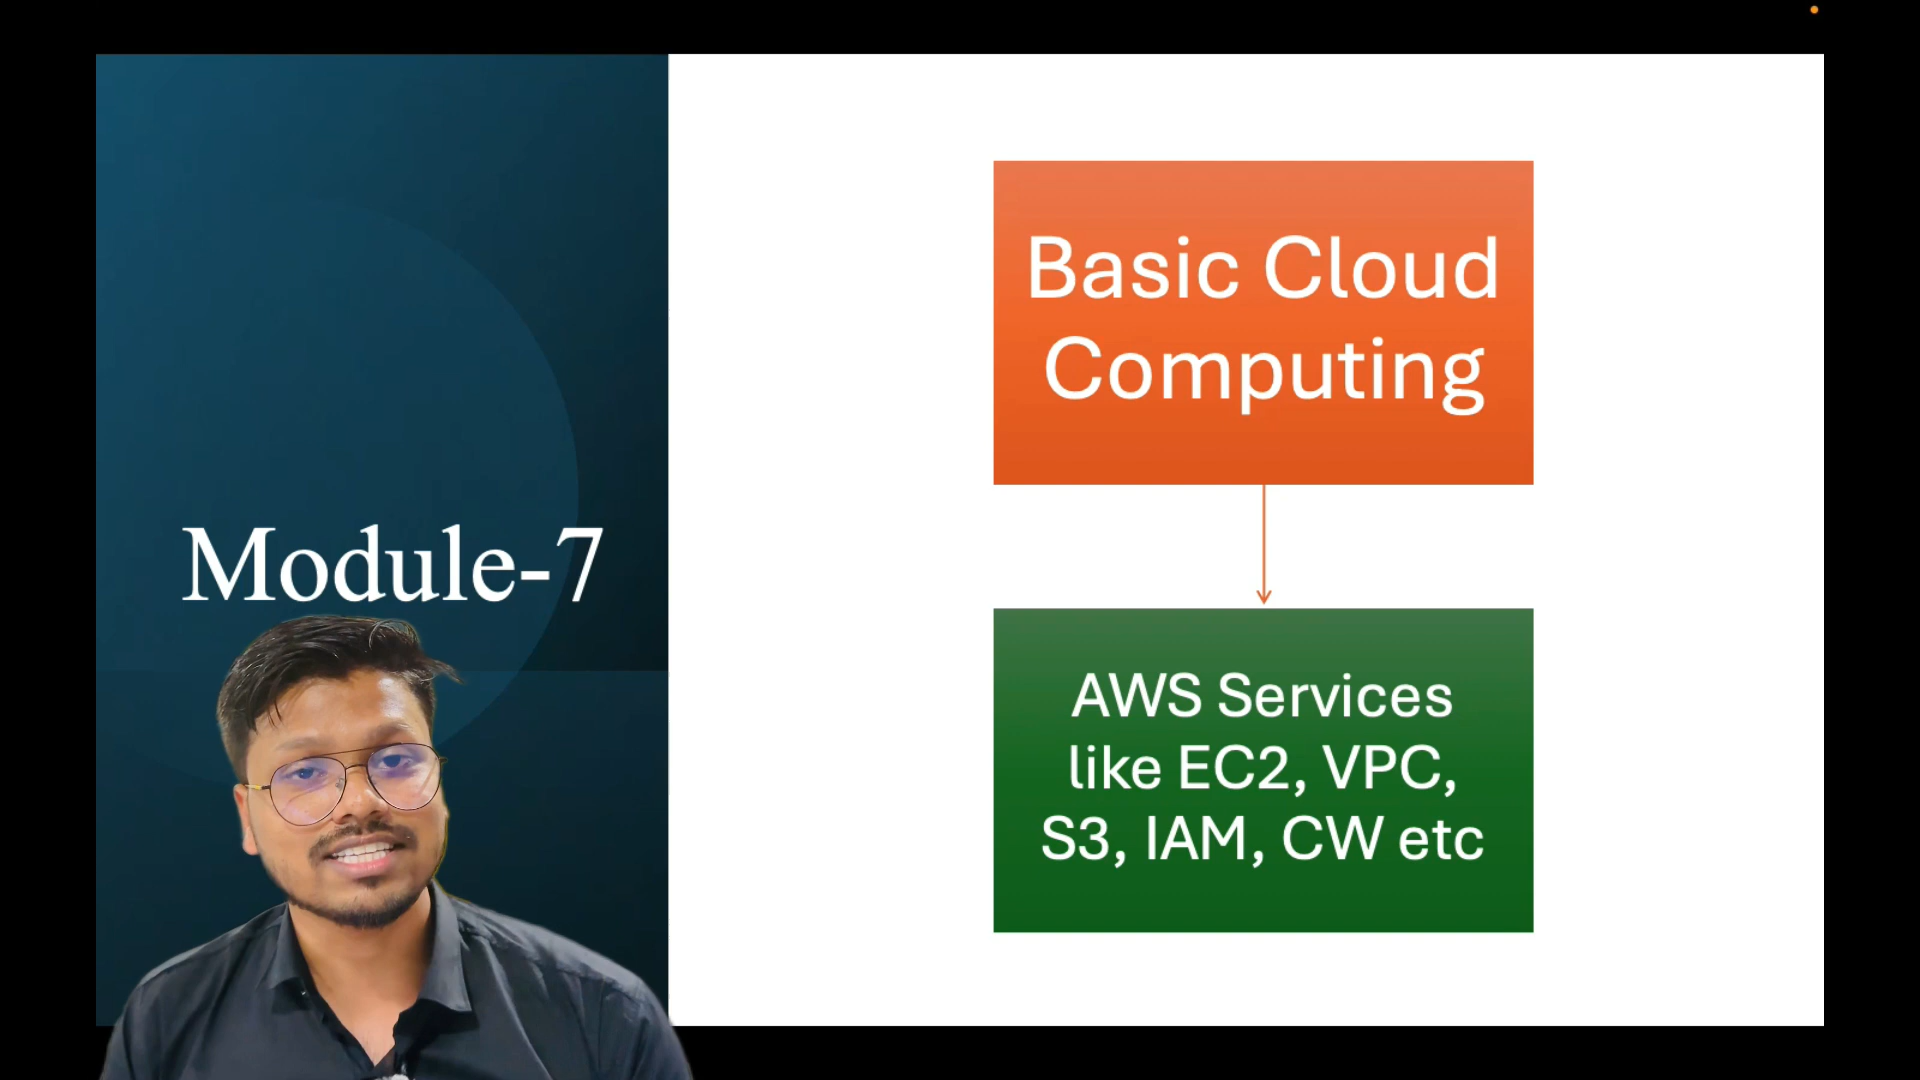 Module-7
Basic Cloud
Computing
AWS Services
like EC2, VPC,
S3, IAM, CW etc